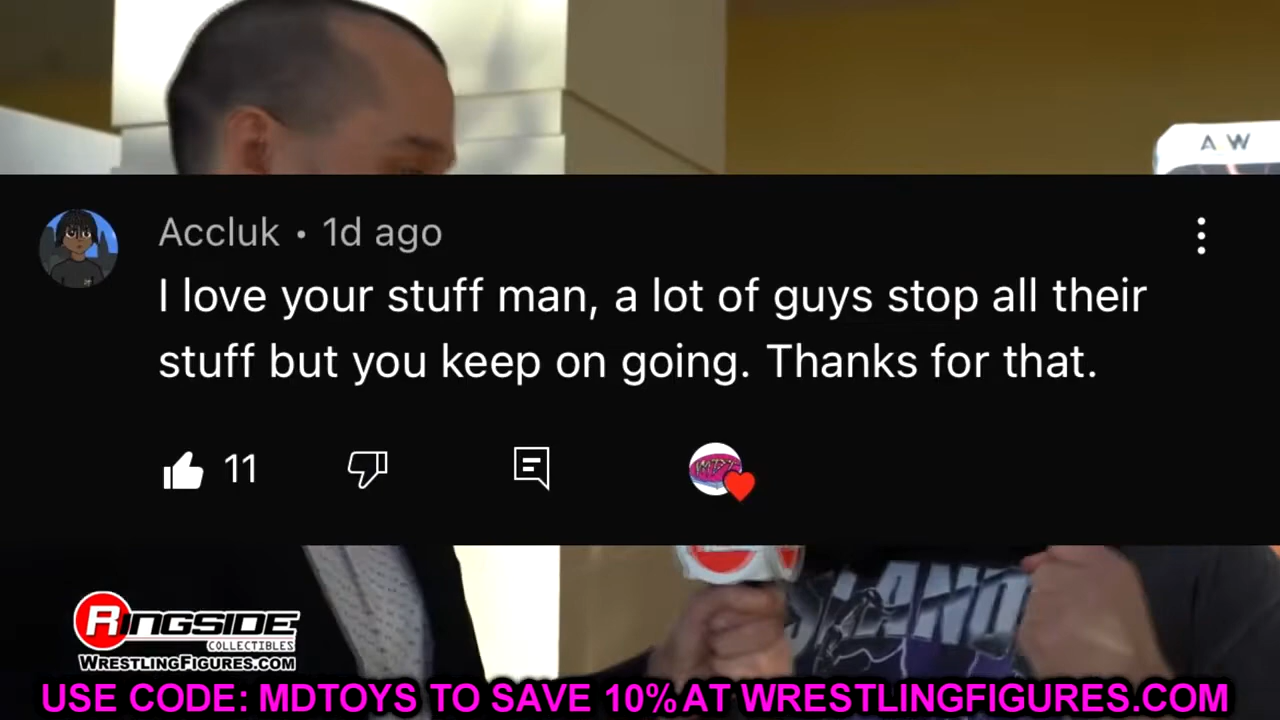 AW
Accluk • 1d ago
I love your stuff man, a lot of guys stop all their
stuff but you keep on going. Thanks for that.
11
RINGSIDE
COLLECTIBLES
WRESTLINGFIGURES.COM
USE CODE: MDTOYS TO SAVE 10% AT WRESTLINGFIGURES.COM